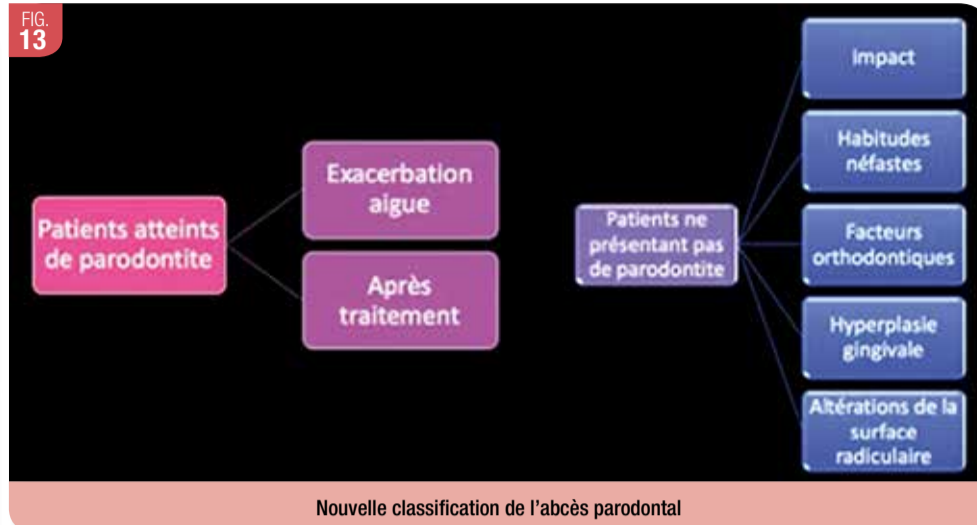 FIG.
13
Patients atteints
de parodontite
Exacerbation
aigue
Après
traitement
Patients ne
présentant pas
de parodontite
Impact
Habitudes
néfastes
Facteurs
orthodontiques
Hyperplasie
gingivale
Altérations de la
surface
radiculaire
Nouvelle classification de l'abcès parodontal